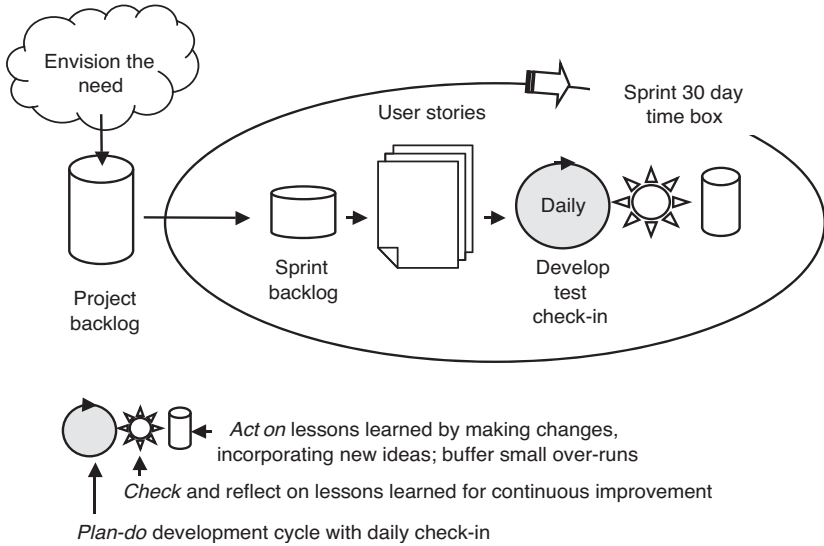 Envision the
need
User stories
Sprint 30 day
time box
Daily
Project
backlog
Sprint
backlog
Develop
test
check-in
Act on lessons learned by making changes,
incorporating new ideas; buffer small over-runs
Check and reflect on lessons learned for continuous improvement
Plan-do development cycle with daily check-in